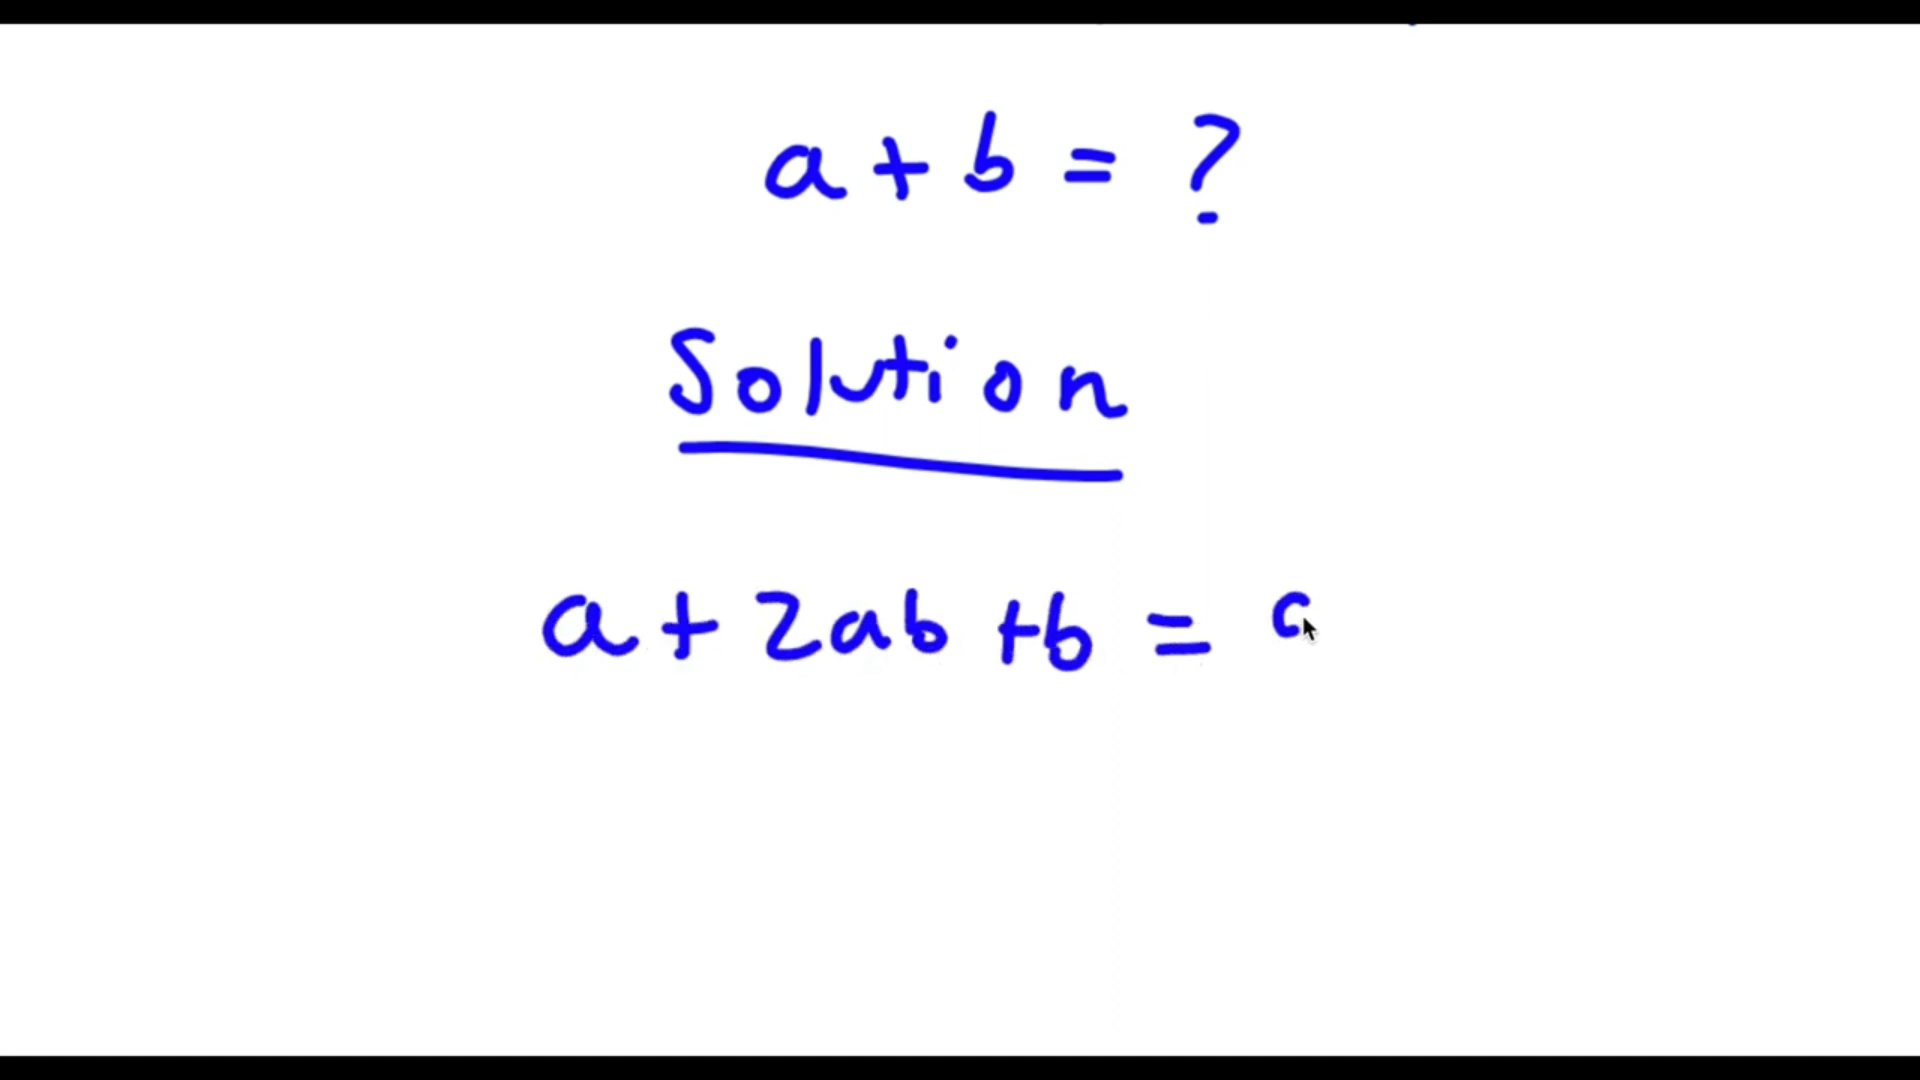 a + b = ?
Solution
a + 2ab + b =